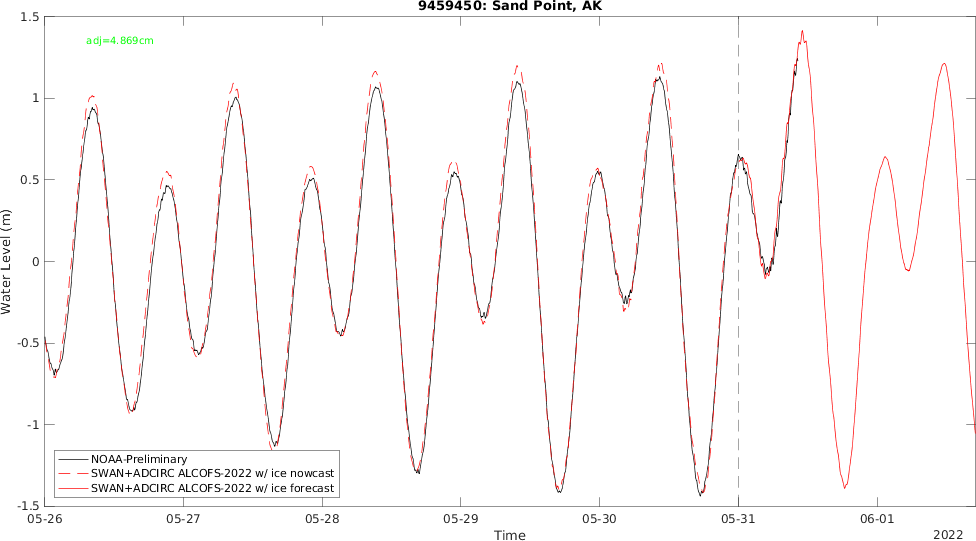 9459450: Sand Point, AK
adj=4.869cm
Water Level (m)
1.5
1
0.5
0
-0.5
-1
-1.5
NOAA-Preliminary
SWAN+ADCIRC ALCOFS-2022 w/ ice nowcast
SWAN+ADCIRC ALCOFS-2022 w/ ice forecast
05-26 05-27 05-28 05-29 05-30 05-31 06-01
Time
2022